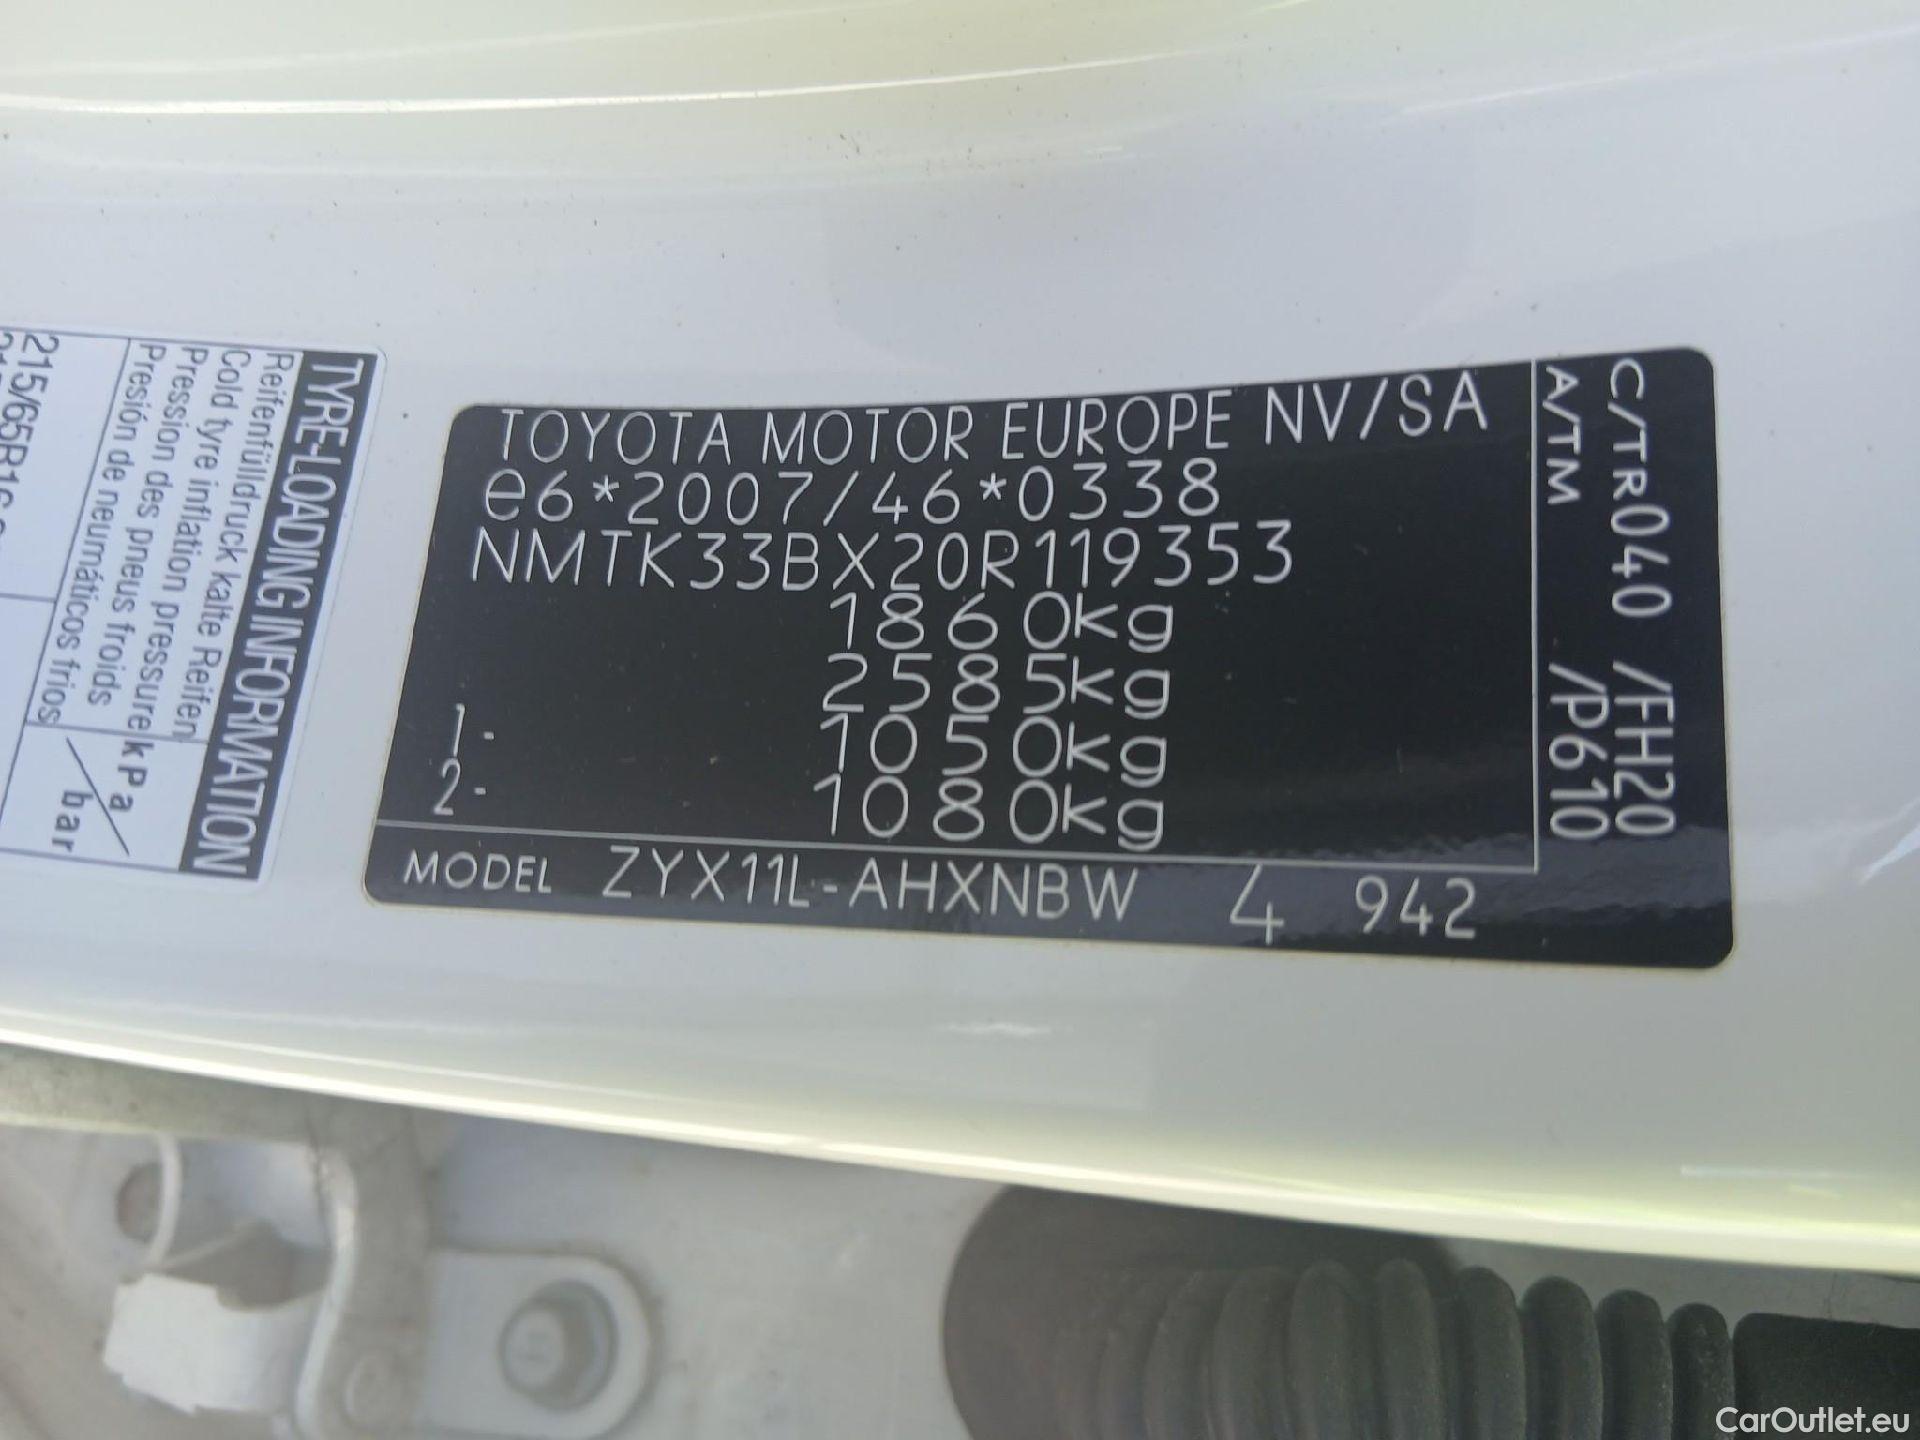 TOYOTA MOTOR EUROPE NV/SA
e6*2007/46*0338
NMTK33BX20R119353
1860kg
2585kg
1- 1050kg
2- 1080kg
MODEL ZYX11L-AHXNBW 4 942
C/TR040 /FH20
A/TM /P610
TYRE-LOADING INFORMATION
Reifenfülldruck kalte Reifen
Cold tyre inflation pressure
Pression des pneus froids
Presión de neumáticos fríos
kPa/bar
215/65R16
CarOutlet.eu